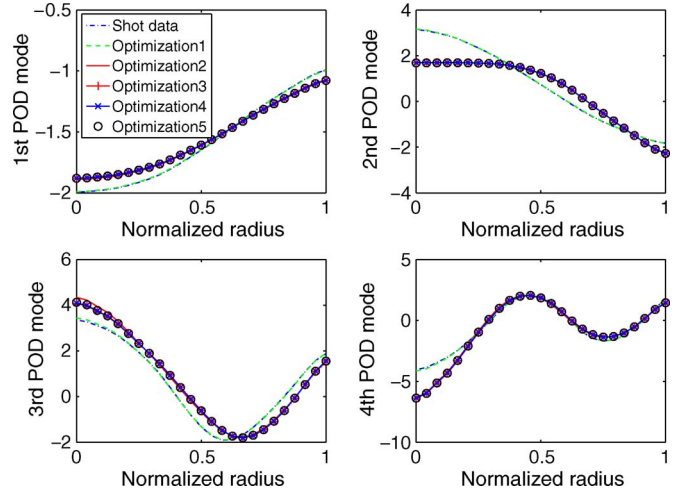 −0.5
−1
−1.5
−2
0
0.5
1
1st POD mode
Normalized radius
Shot data
Optimization1
Optimization2
Optimization3
Optimization4
Optimization5
4
2
0
−2
−4
0
0.5
1
2nd POD mode
Normalized radius
6
4
2
0
−2
0
0.5
1
3rd POD mode
Normalized radius
5
0
−5
−10
0
0.5
1
4th POD mode
Normalized radius